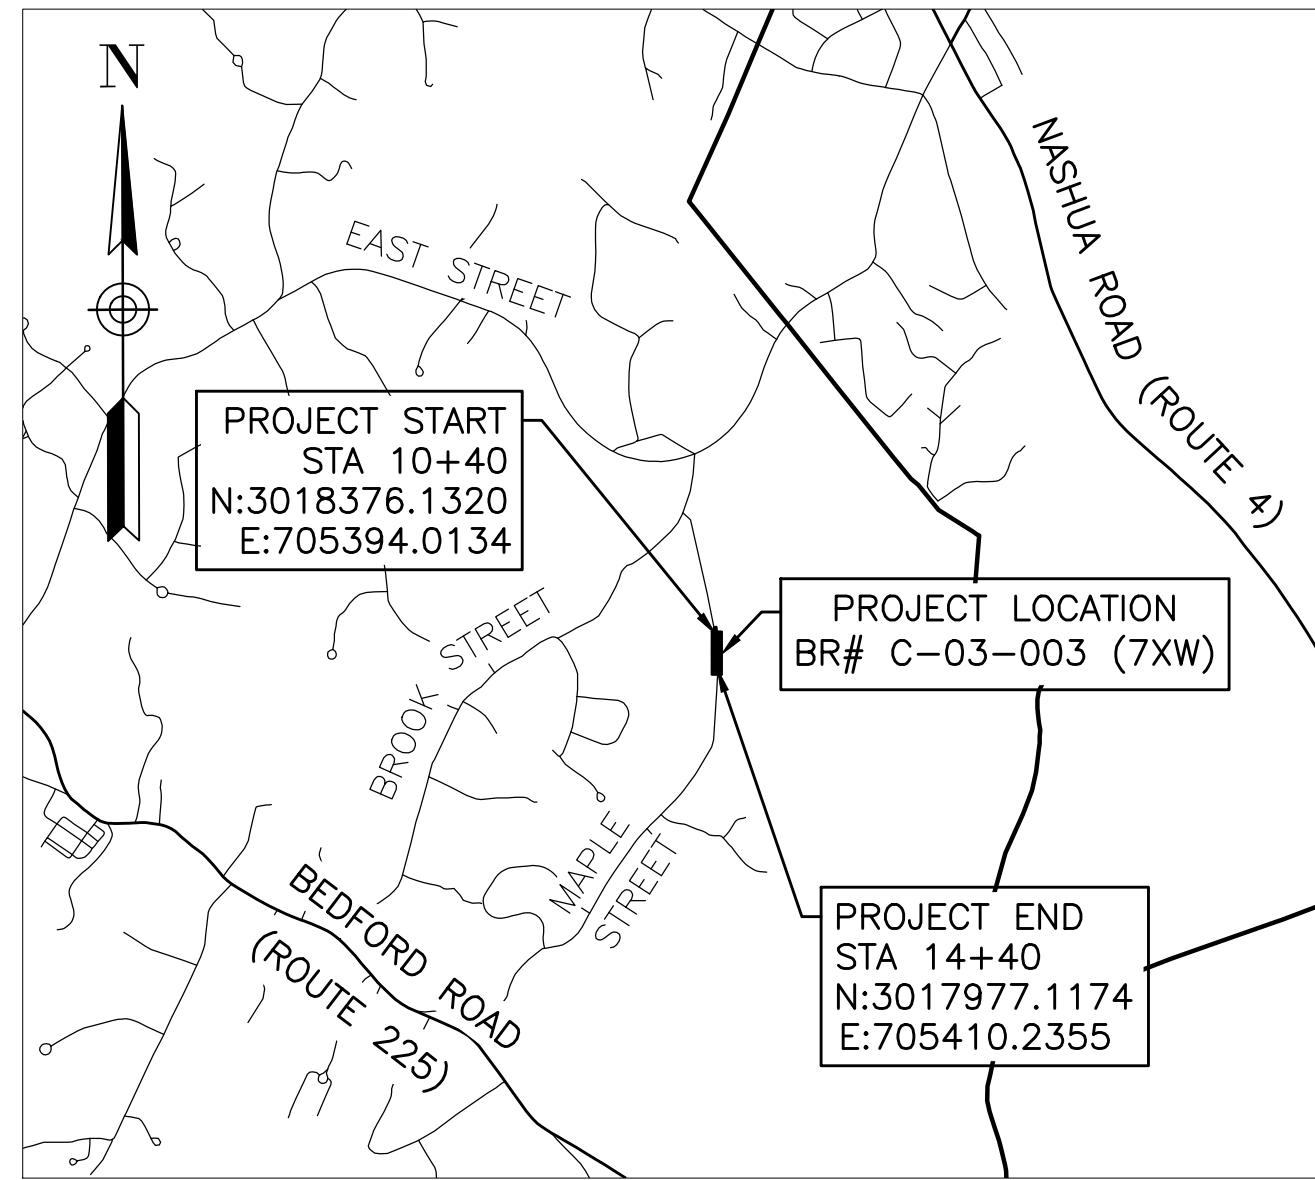 N
NASHUA ROAD (ROUTE 4)
EAST STREET
PROJECT START
STA 10+40
N:3018376.1320
E:705394.0134
PROJECT LOCATION
BR# C-03-003 (7XW)
BROOK STREET
MAPLE
STREET
BEDFORD ROAD
(ROUTE 225)
PROJECT END
STA 14+40
N:3017977.1174
E:705410.2355